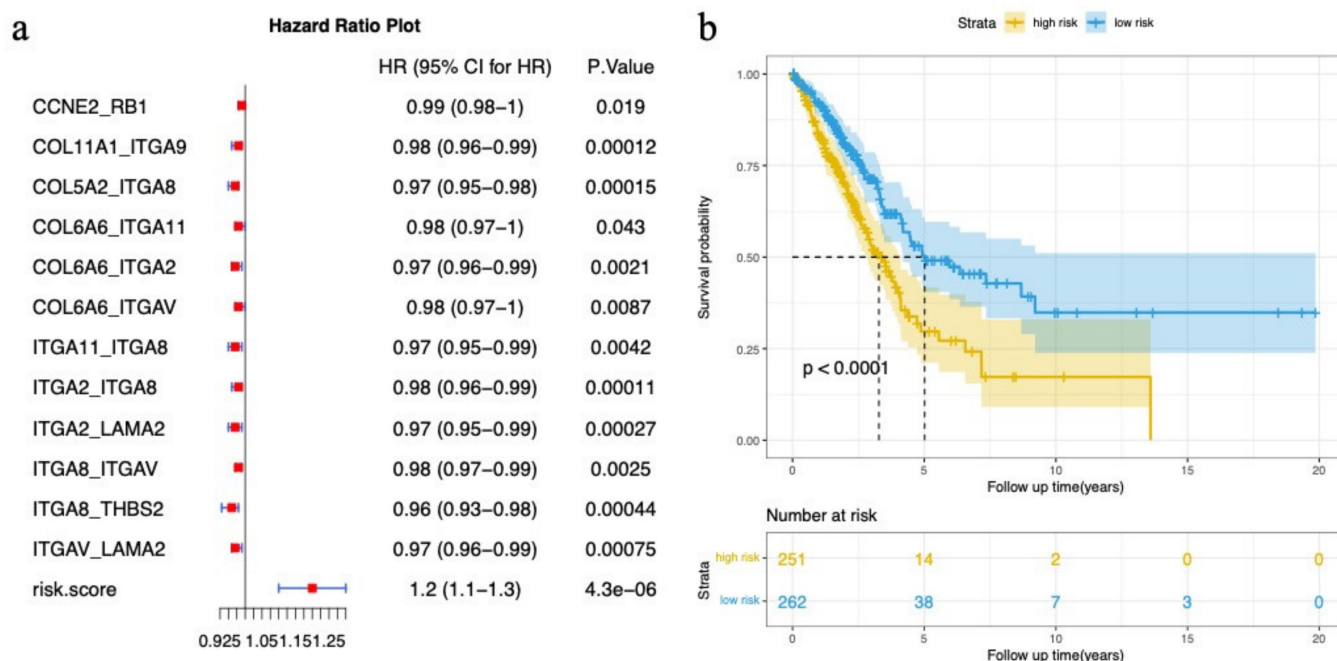 a
Hazard Ratio Plot
HR (95% CI for HR) P.Value
CCNE2_RB1 0.99 (0.98−1) 0.019
COL11A1_ITGA9 0.98 (0.96−0.99) 0.00012
COL5A2_ITGA8 0.97 (0.95−0.98) 0.00015
COL6A6_ITGA11 0.98 (0.97−1) 0.043
COL6A6_ITGA2 0.97 (0.96−0.99) 0.0021
COL6A6_ITGAV 0.98 (0.97−1) 0.0087
ITGA11_ITGA8 0.97 (0.95−0.99) 0.0042
ITGA2_ITGA8 0.98 (0.96−0.99) 0.00011
ITGA2_LAMA2 0.97 (0.95−0.99) 0.00027
ITGA8_ITGAV 0.98 (0.97−0.99) 0.0025
ITGA8_THBS2 0.96 (0.93−0.98) 0.00044
ITGAV_LAMA2 0.97 (0.96−0.99) 0.00075
risk.score 1.2 (1.1−1.3) 4.3e−06
0.925 1.05 1.15 1.25
b
Strata high risk low risk
Survival probability
1.00
0.75
0.50
0.25
0.00
p < 0.0001
0 5 10 15 20
Follow up time(years)
Number at risk
Strata
high risk 251 14 2 0 0
low risk 262 38 7 3 0
0 5 10 15 20
Follow up time(years)